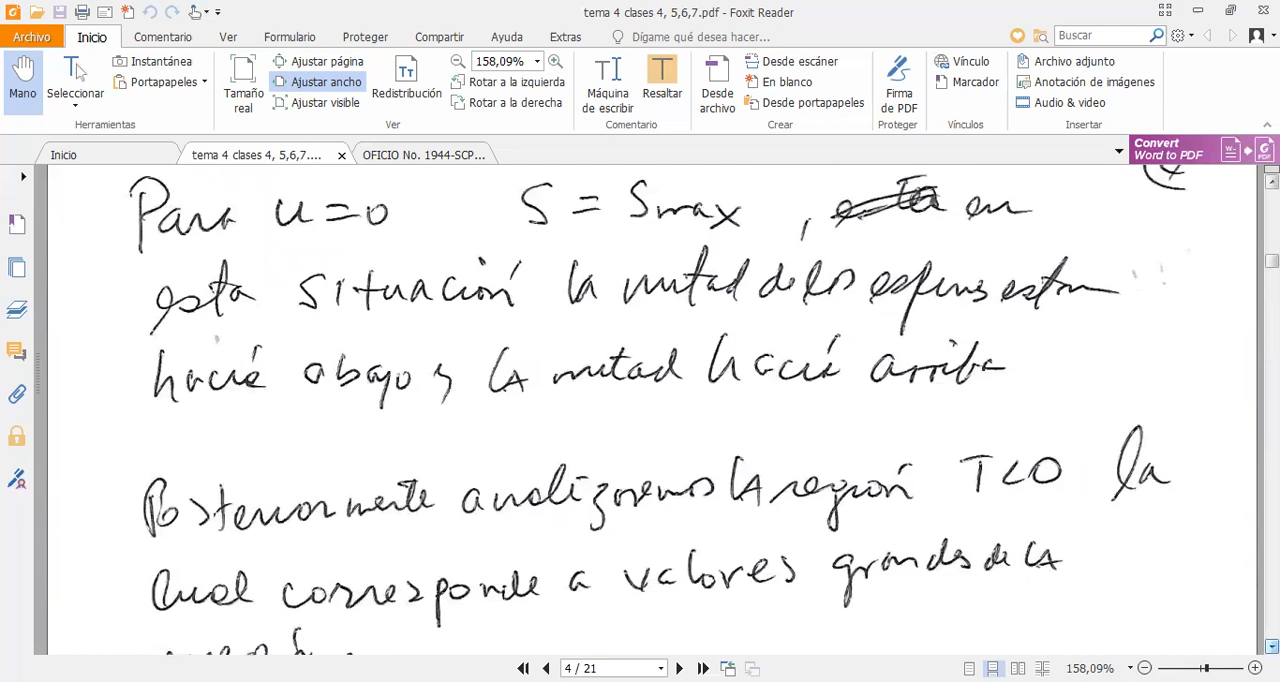 tema 4 clases 4, 5,6,7.pdf - Foxit Reader
Archivo Inicio Comentario Ver Formulario Proteger Compartir Ayuda Extras Dígame qué desea hacer... Buscar
Mano
Seleccionar
Instantánea
Portapapeles
Herramientas
Tamaño real
Ajustar página
Ajustar ancho
Ajustar visible
Redistribución
158,09%
Rotar a la izquierda
Rotar a la derecha
Ver
Máquina de escribir
Resaltar
Comentario
Desde archivo
Desde escáner
En blanco
Desde portapapeles
Crear
Firma de PDF
Proteger
Vínculo
Marcador
Vínculos
Archivo adjunto
Anotación de imágenes
Audio & video
Insertar
Inicio tema 4 clases 4, 5,6,7.... OFICIO No. 1944-SCP...
Convert
Word to PDF
Para u=0 S = Smax , en
esta situación la mitad de los espines estan
hacia abajo y la mitad hacia arriba
Posteriormente analizaremos la región T<0 la
cual corresponde a valores grandes de la
4 / 21
158,09%